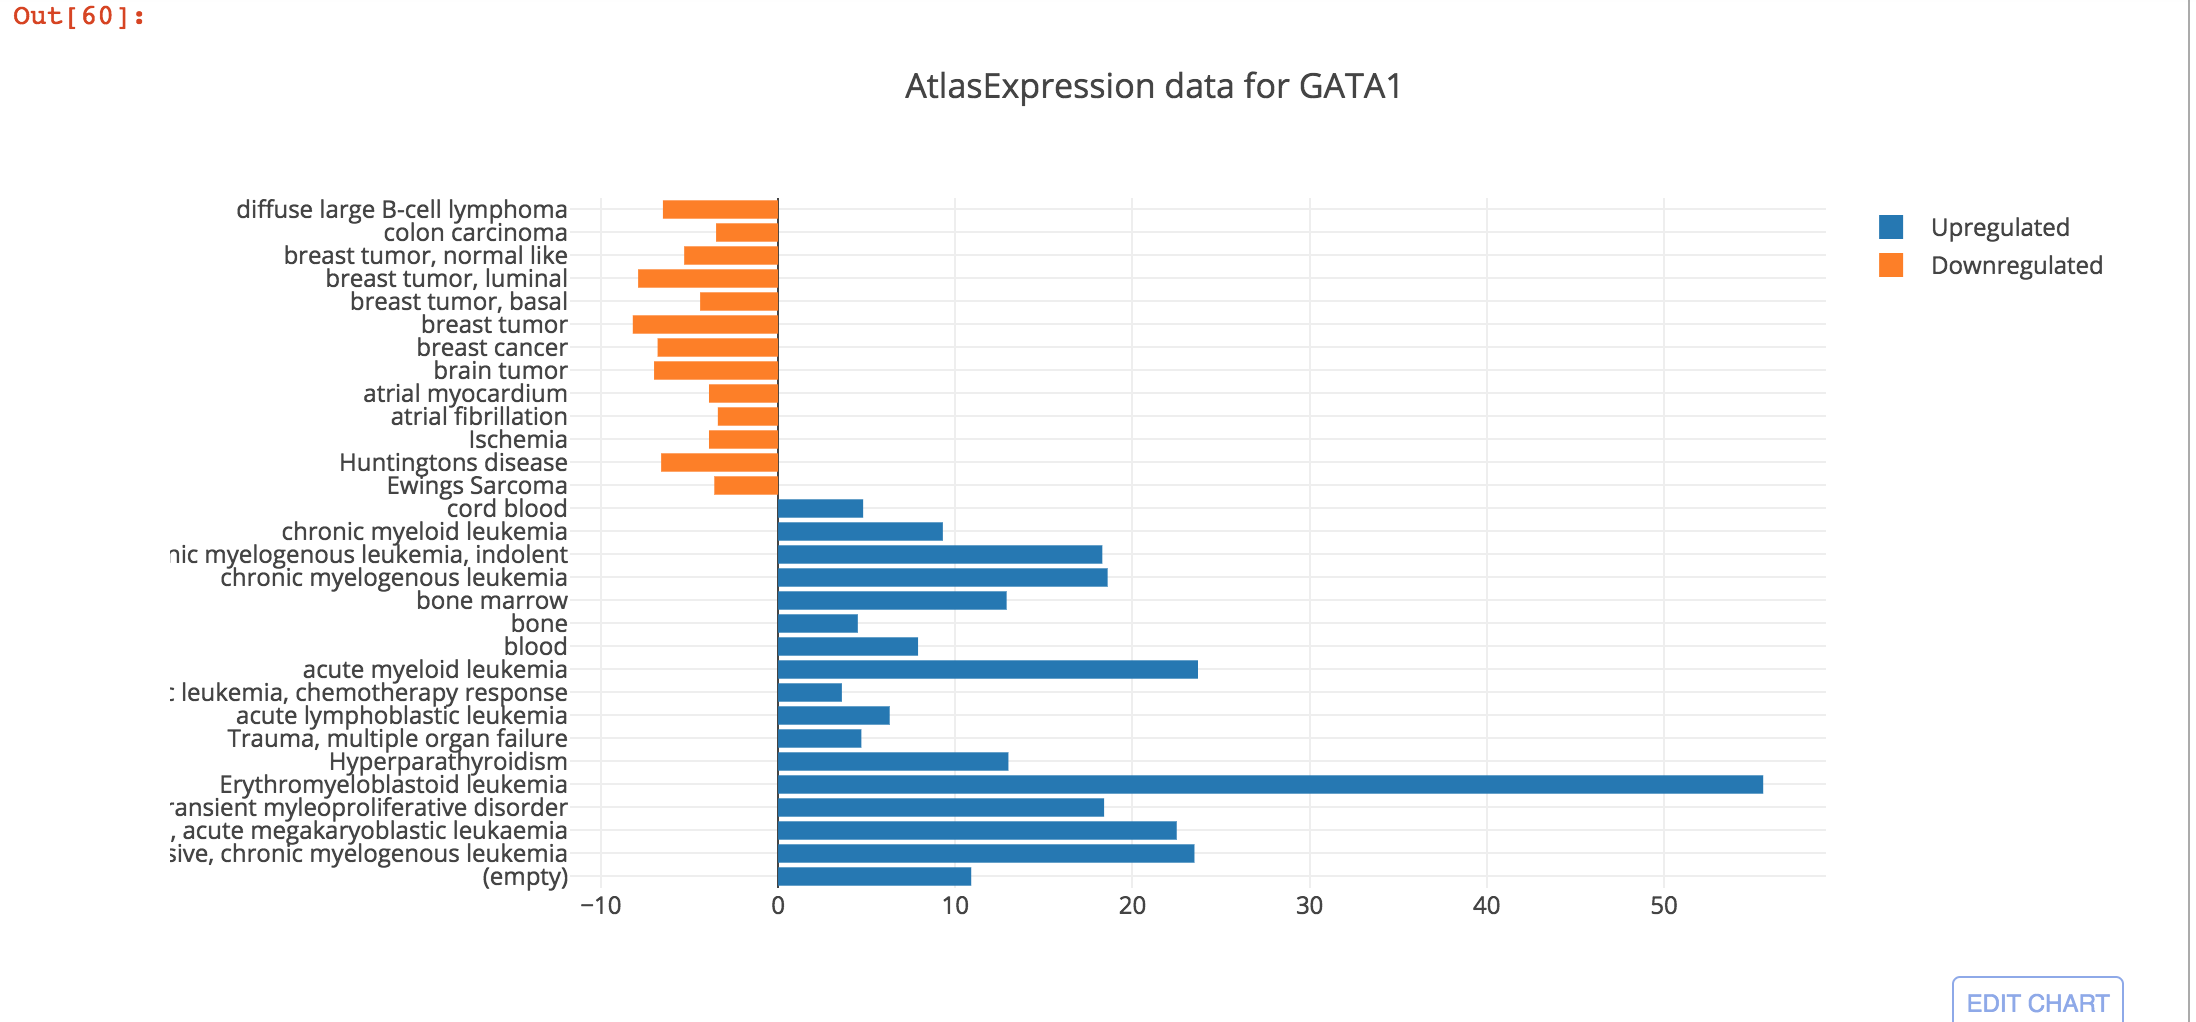 Out[60]:
AtlasExpression data for GATA1
diffuse large B-cell lymphoma
colon carcinoma
breast tumor, normal like
breast tumor, luminal
breast tumor, basal
breast tumor
breast cancer
brain tumor
atrial myocardium
atrial fibrillation
Ischemia
Huntingtons disease
Ewings Sarcoma
cord blood
chronic myeloid leukemia
nic myelogenous leukemia, indolent
chronic myelogenous leukemia
bone marrow
bone
blood
acute myeloid leukemia
leukemia, chemotherapy response
acute lymphoblastic leukemia
Trauma, multiple organ failure
Hyperparathyroidism
Erythromyeloblastoid leukemia
ransient myleoproliferative disorder
, acute megakaryoblastic leukaemia
sive, chronic myelogenous leukemia
(empty)
−10 0 10 20 30 40 50
Upregulated
Downregulated
EDIT CHART